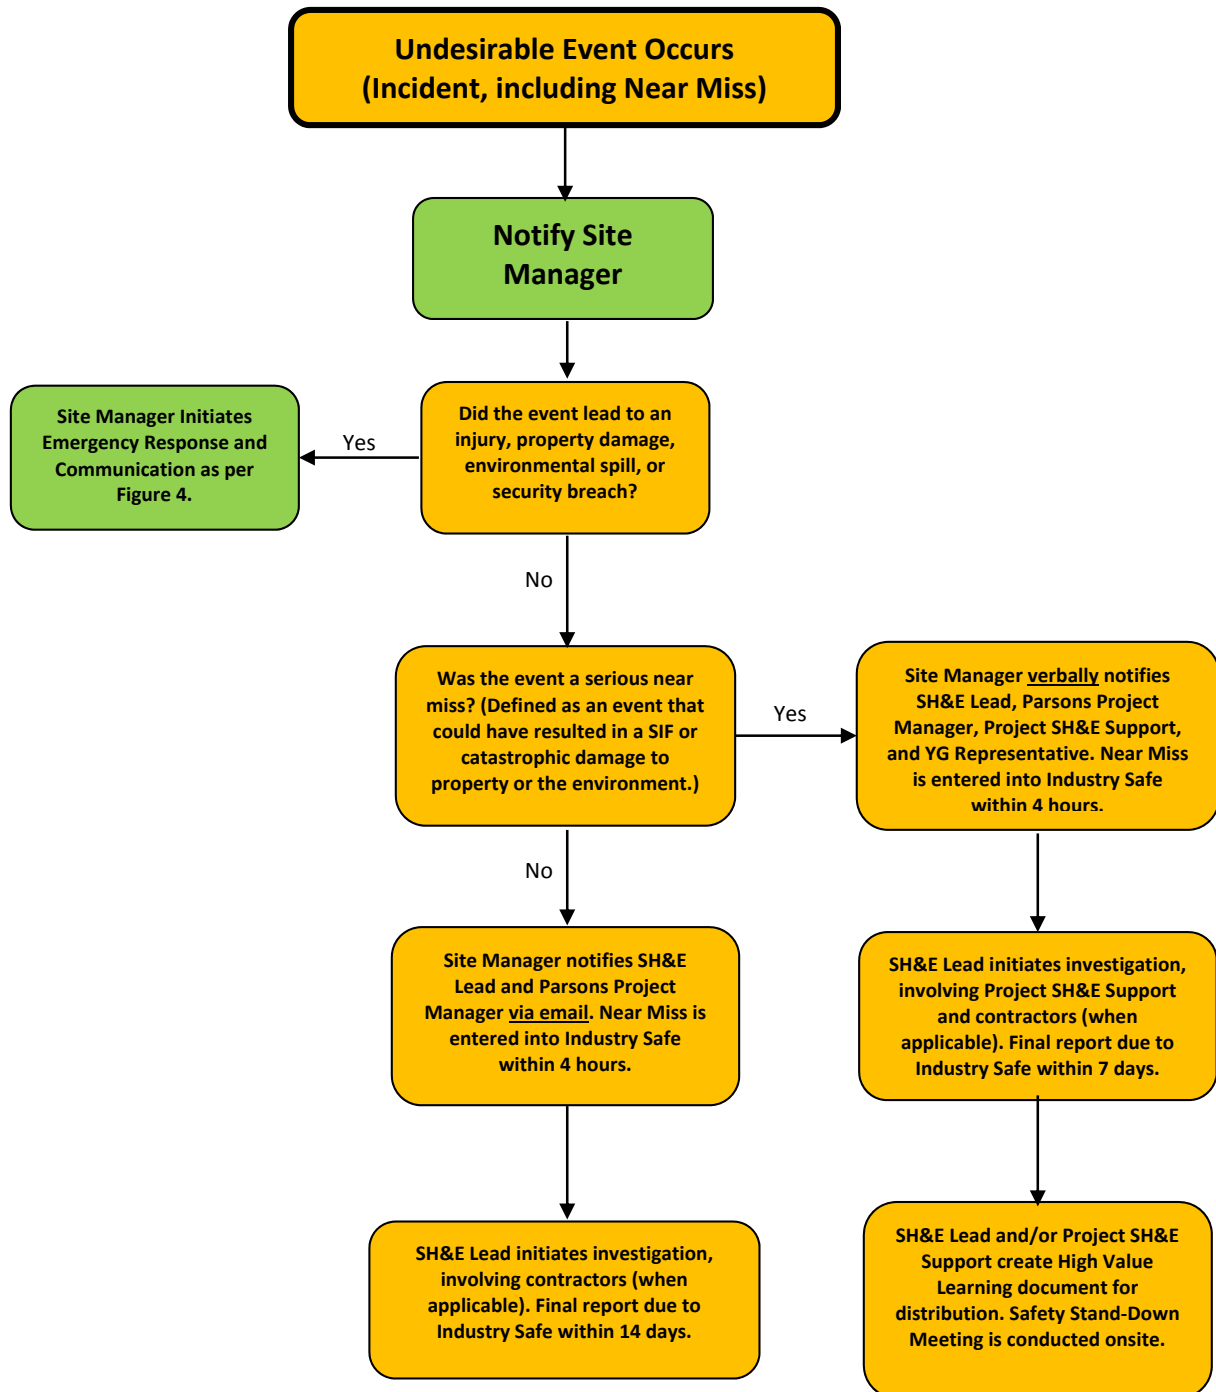 Undesirable Event Occurs
(Incident, including Near Miss)
Notify Site
Manager
Site Manager Initiates
Emergency Response and
Communication as per
Figure 4.
Yes
Did the event lead to an
injury, property damage,
environmental spill, or
security breach?
No
Was the event a serious near
miss? (Defined as an event that
could have resulted in a SIF or
catastrophic damage to
property or the environment.)
Yes
Site Manager verbally notifies
SH&E Lead, Parsons Project
Manager, Project SH&E Support,
and YG Representative. Near Miss
is entered into Industry Safe
within 4 hours.
No
Site Manager notifies SH&E
Lead and Parsons Project
Manager via email. Near Miss is
entered into Industry Safe
within 4 hours.
SH&E Lead initiates investigation,
involving Project SH&E Support
and contractors (when
applicable). Final report due to
Industry Safe within 7 days.
SH&E Lead initiates investigation,
involving contractors (when
applicable). Final report due to
Industry Safe within 14 days.
SH&E Lead and/or Project SH&E
Support create High Value
Learning document for
distribution. Safety Stand-Down
Meeting is conducted onsite.